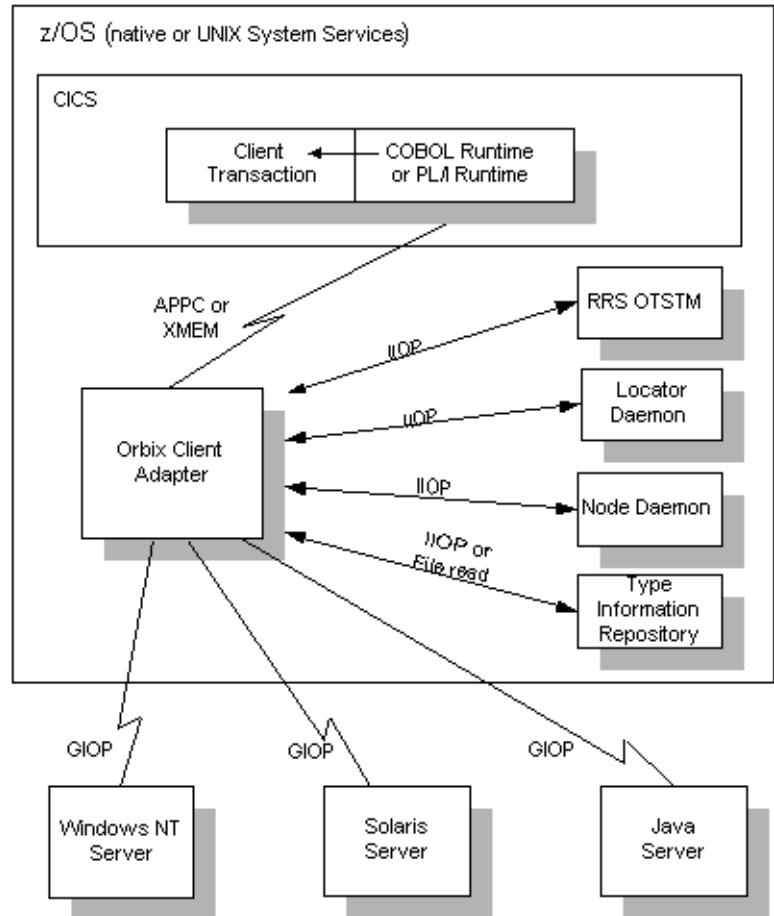 z/OS (native or UNIX System Services)
CICS
Client
Transaction
COBOL Runtime
or PL/I Runtime
APPC or
XMEM
RRS OTSTM
IIOP
Locator
Daemon
IIOP
Orbix Client
Adapter
IIOP
Node Daemon
IIOP or
File read
Type
Information
Repository
GIOP
GIOP
GIOP
Windows NT
Server
Solaris
Server
Java
Server